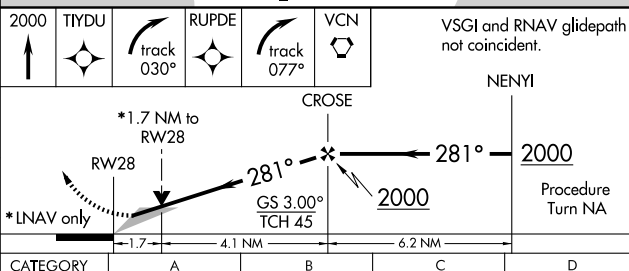 2000 TIYDU RUPDE VCN
track 030° track 077°
VSGI and RNAV glidepath
not coincident.
NENYI
CROSE
*1.7 NM to
RW28
RW28
281° 281° 2000
2000
GS 3.00°
TCH 45
Procedure
Turn NA
*LNAV only
1.7 4.1 NM 6.2 NM
CATEGORY A B C D